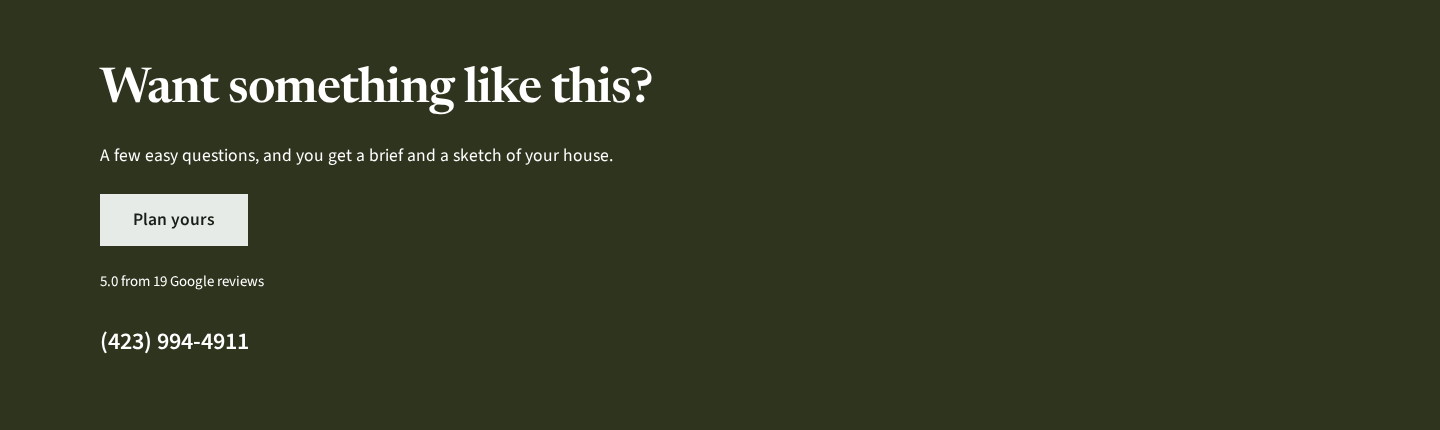 Want something like this?
A few easy questions, and you get a brief and a sketch of your house.
Plan yours
5.0 from 19 Google reviews
(423) 994-4911